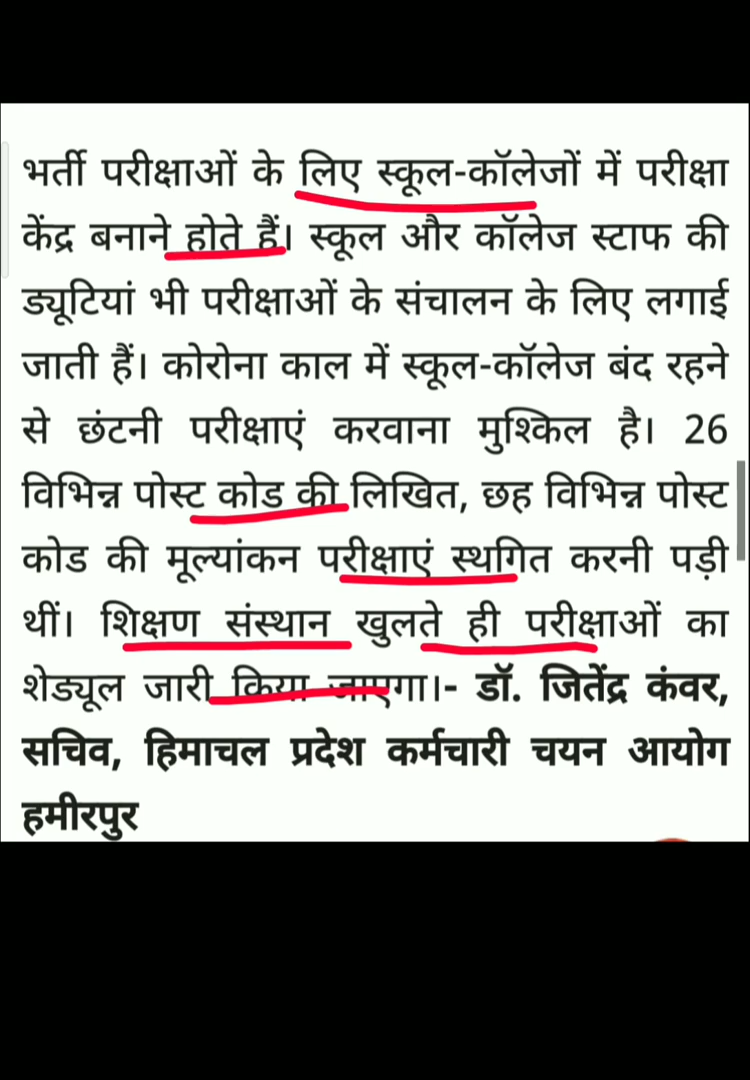 भर्ती परीक्षाओं के लिए स्कूल-कॉलेजों में परीक्षा
केंद्र बनाने होते हैं। स्कूल और कॉलेज स्टाफ की
ड्यूटियां भी परीक्षाओं के संचालन के लिए लगाई
जाती हैं। कोरोना काल में स्कूल-कॉलेज बंद रहने
से छंटनी परीक्षाएं करवाना मुश्किल है। 26
विभिन्न पोस्ट कोड की लिखित, छह विभिन्न पोस्ट
कोड की मूल्यांकन परीक्षाएं स्थगित करनी पड़ी
थीं। शिक्षण संस्थान खुलते ही परीक्षाओं का
शेड्यूल जारी किया जाएगा।- डॉ. जितेंद्र कंवर,
सचिव, हिमाचल प्रदेश कर्मचारी चयन आयोग
हमीरपुर